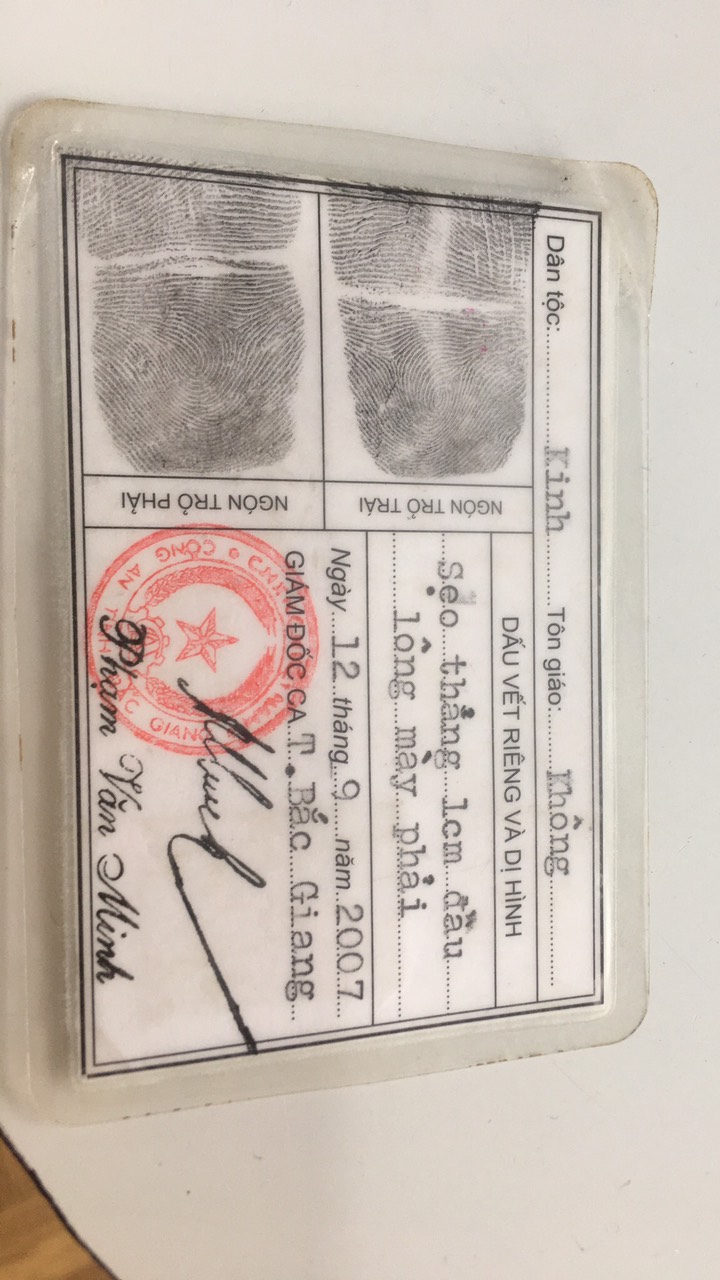 Dân tộc: Kinh Tôn giáo: Không
NGÓN TRỎ TRÁI
NGÓN TRỎ PHẢI
DẤU VẾT RIÊNG VÀ DỊ HÌNH
Sẹo thẳng 1cm đầu
lông mày phải
Ngày 12 tháng 9 năm 2007
GIÁM ĐỐC CA T. Bắc Giang
CÔNG AN TỈNH BẮC GIANG
Phạm Văn Minh